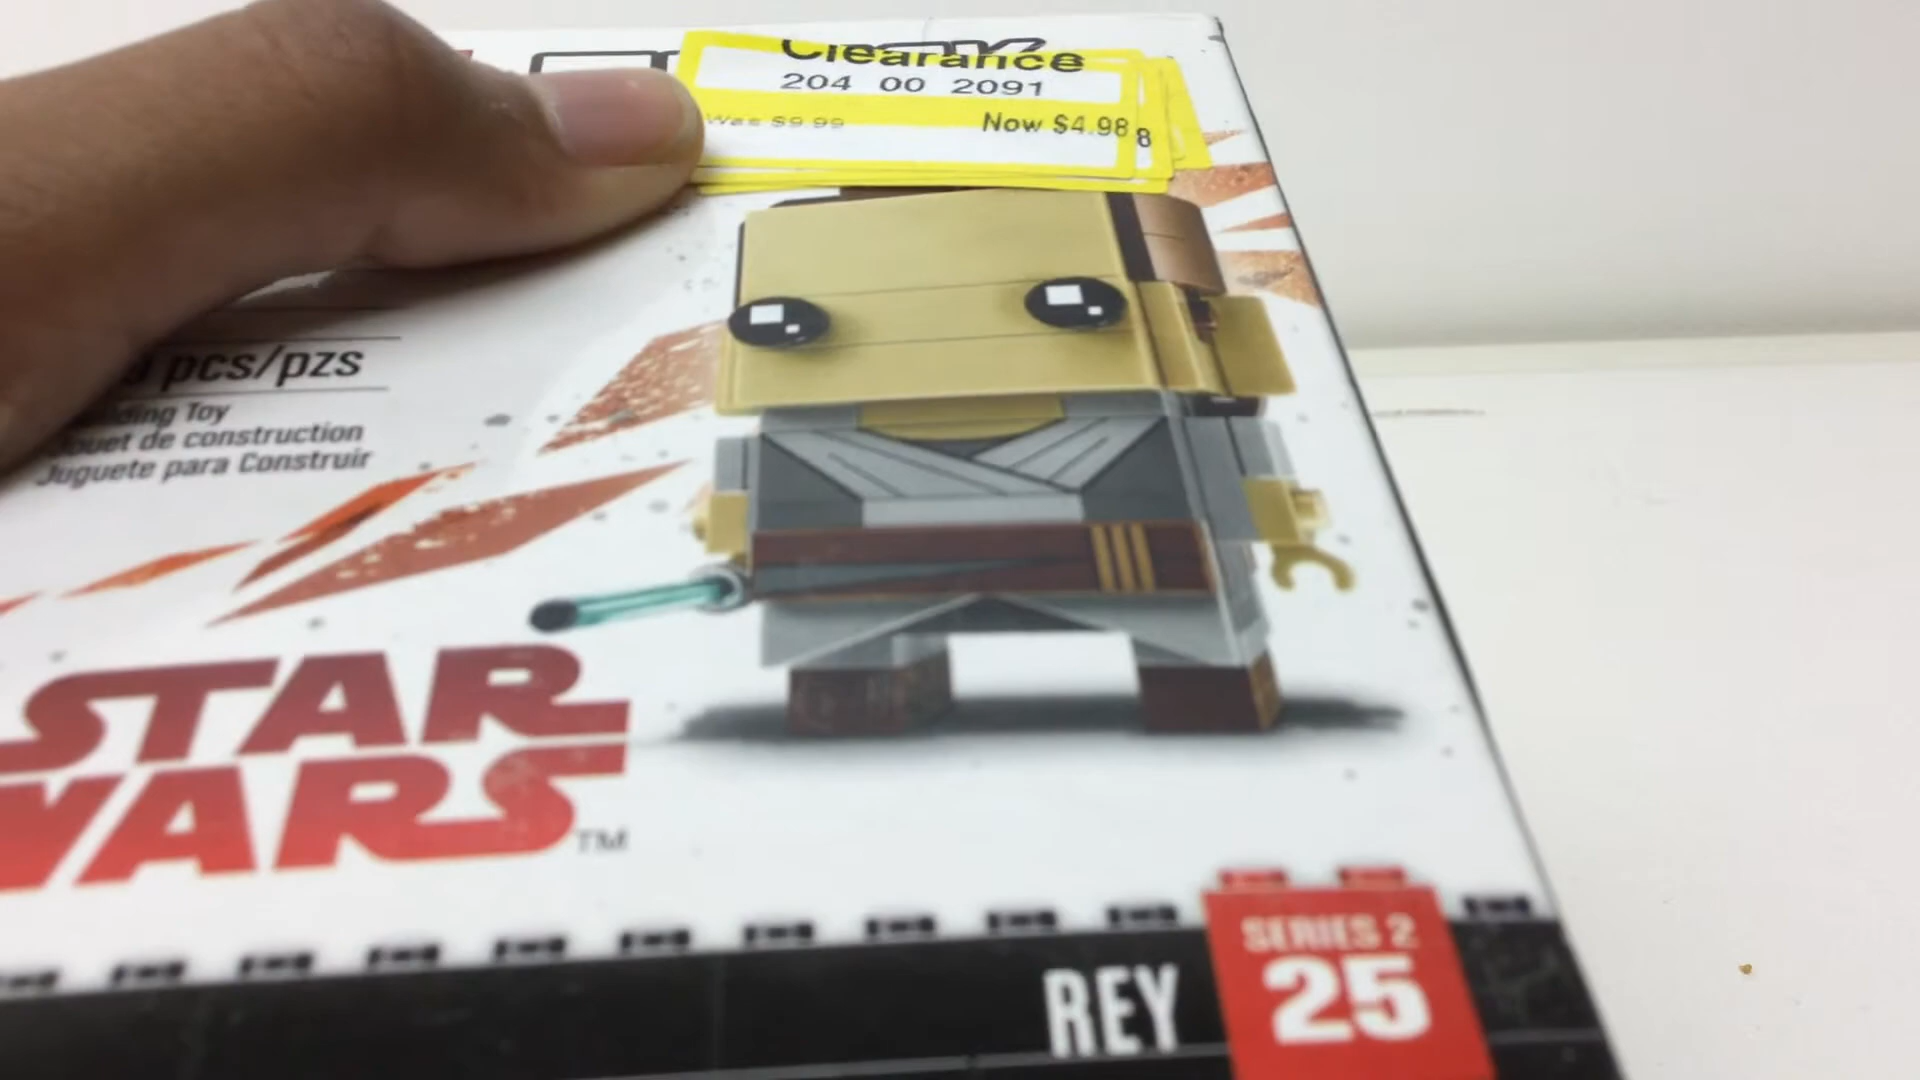 Clearance
204 00 2091
Was $9.99
Now $4.98
8
pcs/pzs
Toy
de construction
Juguete para Construir
STAR
WARS
TM
SERIES 2
25
REY